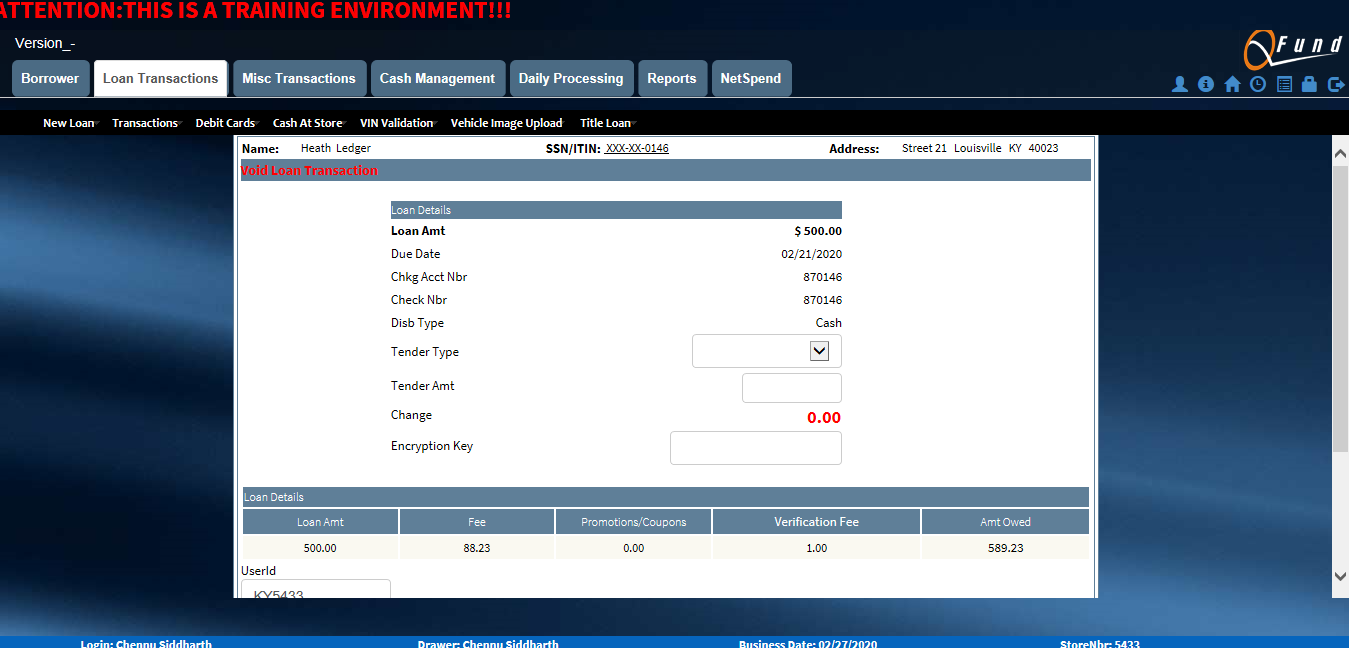 ATTENTION:THIS IS A TRAINING ENVIRONMENT!!!
Version_-
QFund
Borrower Loan Transactions Misc Transactions Cash Management Daily Processing Reports NetSpend
New Loan Transactions Debit Cards Cash At Store VIN Validation Vehicle Image Upload Title Loan
Name: Heath Ledger SSN/ITIN: XXX-XX-0146 Address: Street 21 Louisville KY 40023
Void Loan Transaction
Loan Details
Loan Amt $ 500.00
Due Date 02/21/2020
Chkg Acct Nbr 870146
Check Nbr 870146
Disb Type Cash
Tender Type
Tender Amt
Change 0.00
Encryption Key
Loan Details
Loan Amt Fee Promotions/Coupons Verification Fee Amt Owed
500.00 88.23 0.00 1.00 589.23
UserId
KY5433
Login: Chennu Siddharth Drawer: Chennu Siddharth Business Date: 02/27/2020 StoreNbr: 5433